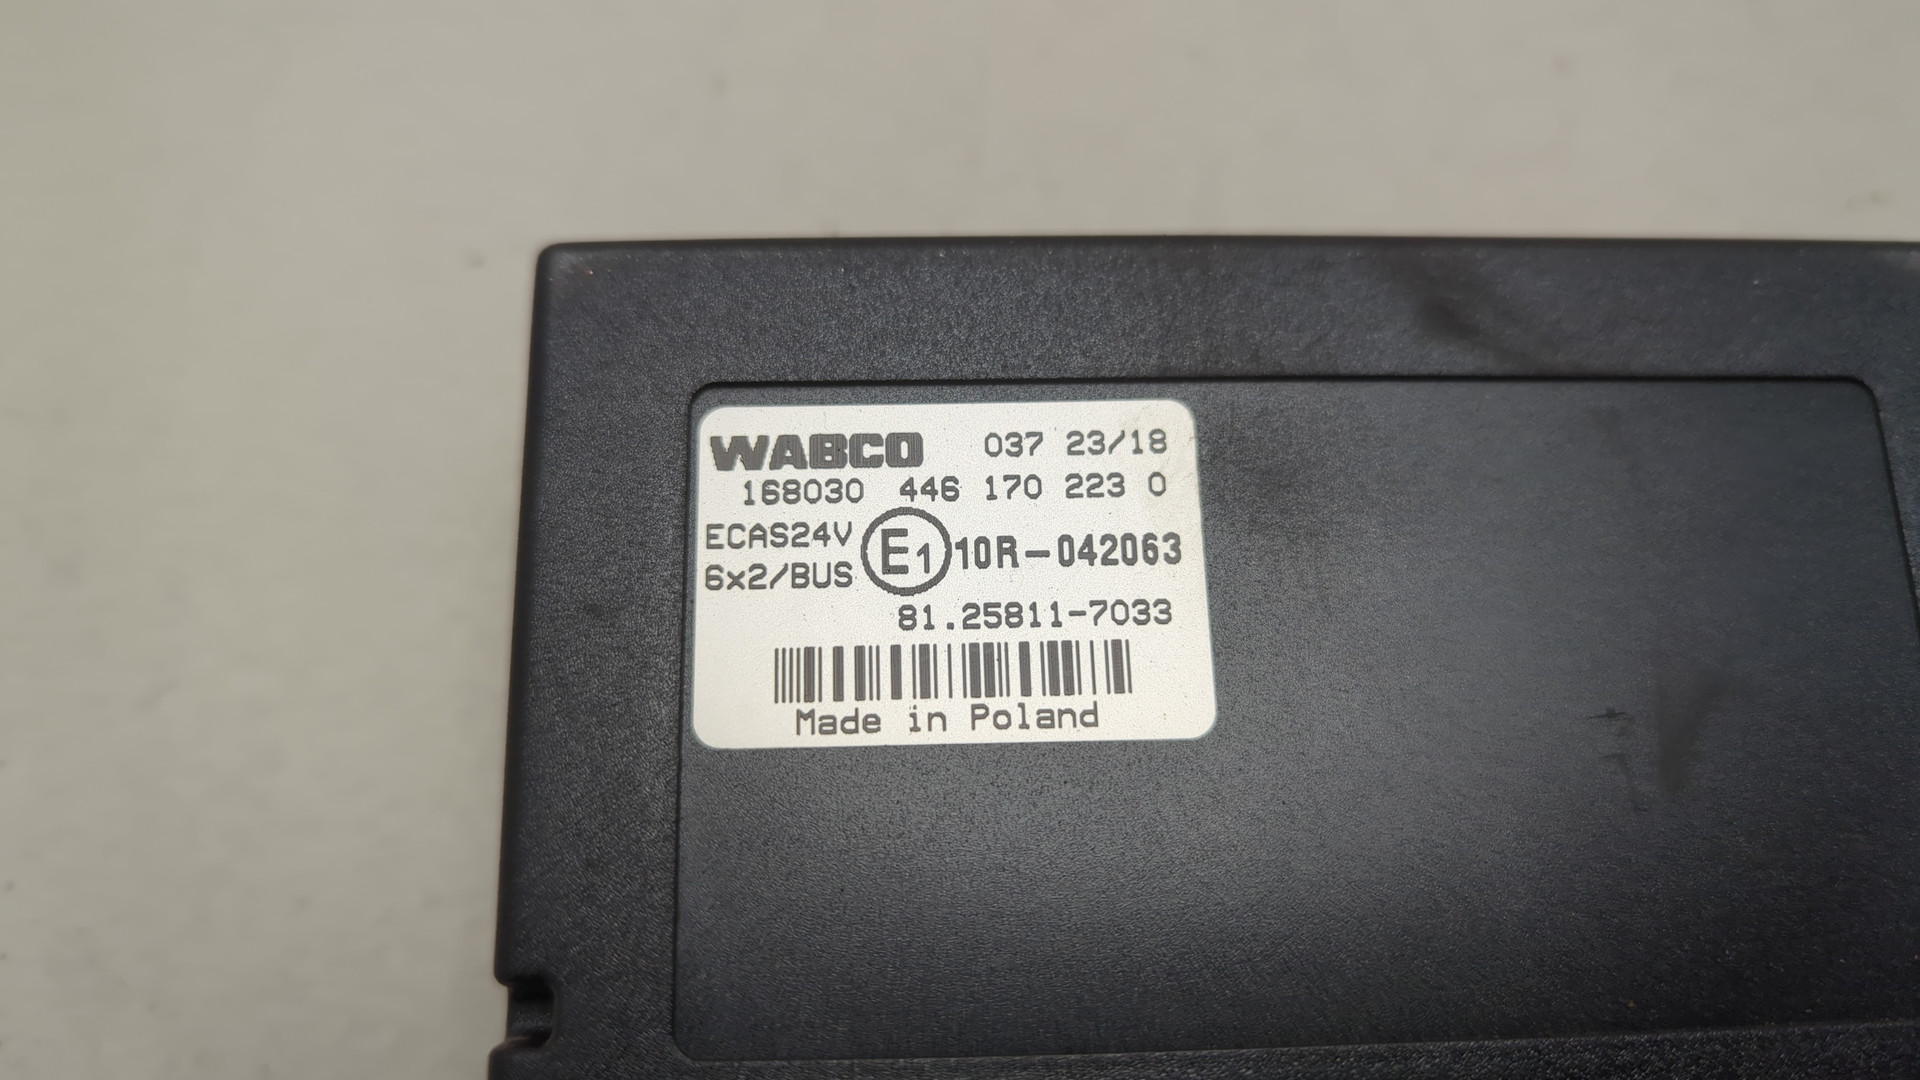 WABCO 037 23/18
168030 446 170 223 0
ECAS24V
6x2/BUS
E1 10R-042063
81.25811-7033
Made in Poland